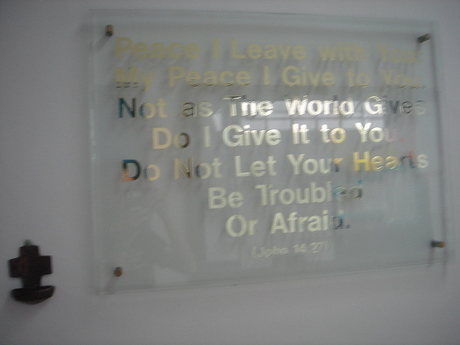 Peace I Leave with You
My Peace I Give to You.
Not as The World Gives
Do I Give It to You.
Do Not Let Your Hearts
Be Troubled
Or Afraid.
(John 14:27)